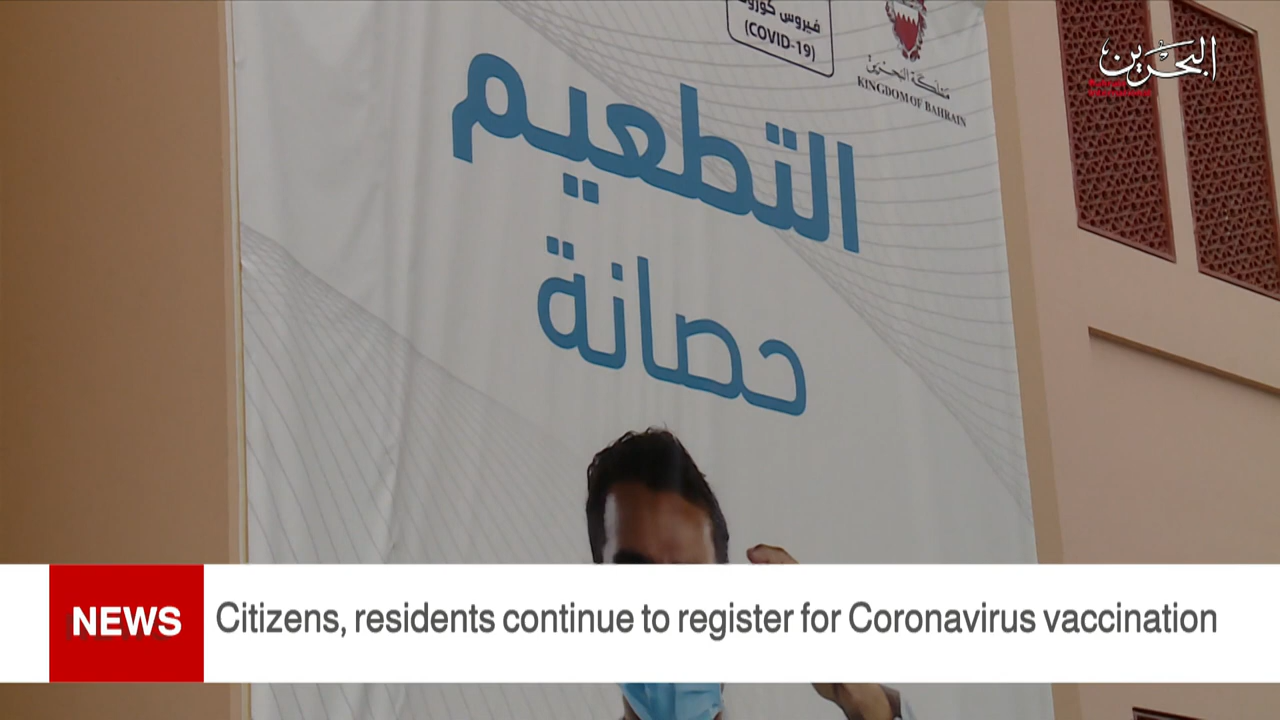 فيروس كورونا
(COVID-19)
مملكة البحرين
KINGDOM OF BAHRAIN
البحرين
التطعيم
حصانة
NEWS
Citizens, residents continue to register for Coronavirus vaccination